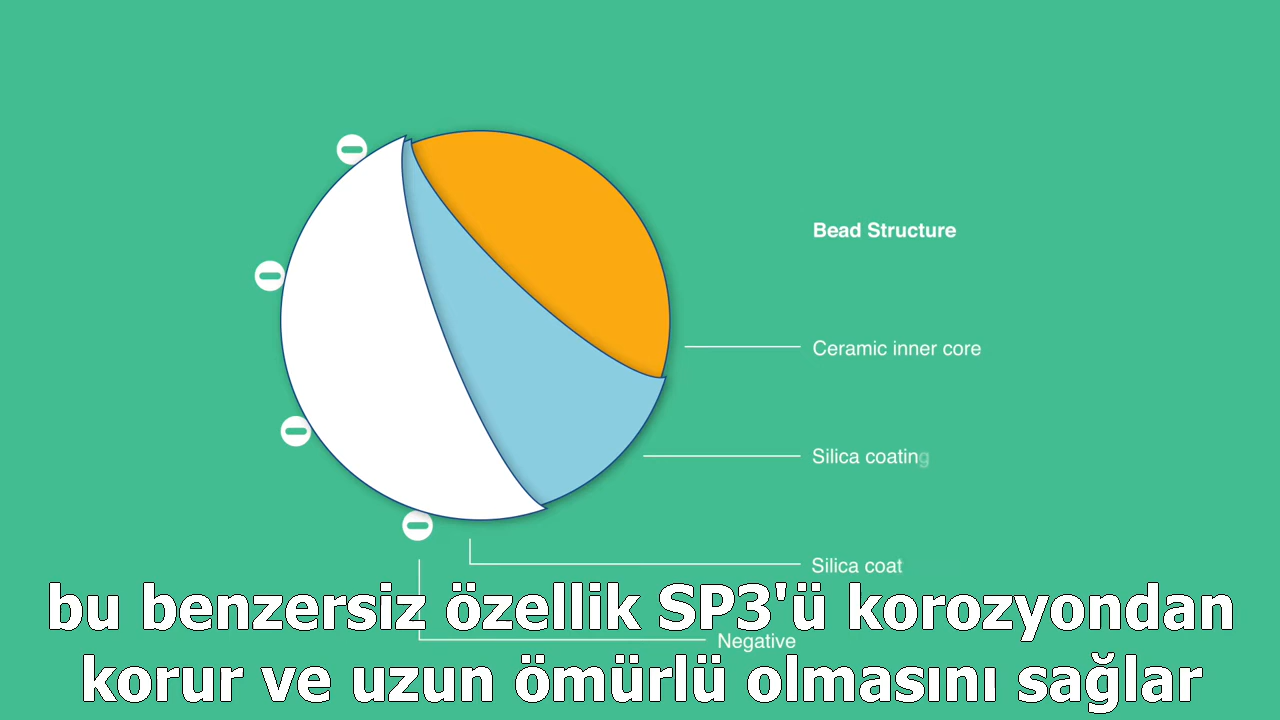 Bead Structure
Ceramic inner core
Silica coating
Silica coat
Negative
bu benzersiz özellik SP3'ü korozyondan
korur ve uzun ömürlü olmasını sağlar